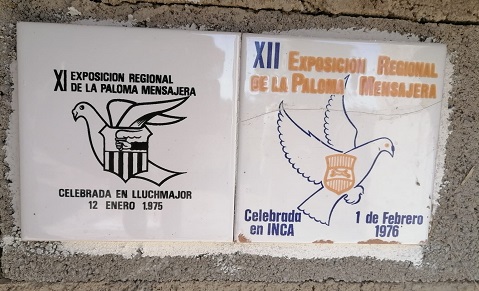 XI EXPOSICION REGIONAL
DE LA PALOMA MENSAJERA
CELEBRADA EN LLUCHMAJOR
12 ENERO 1.975
XII EXPOSICION REGIONAL
DE LA PALOMA MENSAJERA
Celebrada
en INCA
1 de Febrero
1976